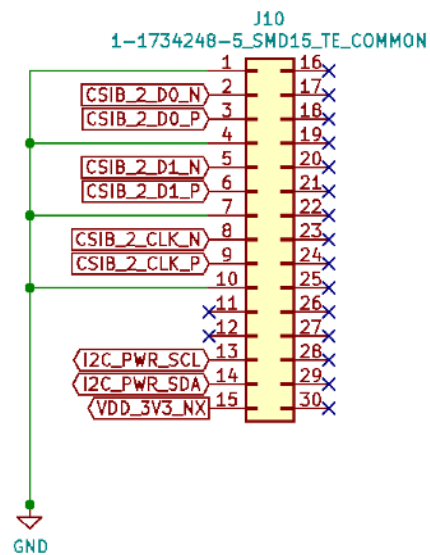 J10
1-1734248-5_SMD15_TE_COMMON
1 16
CSIB_2_D0_N 2 17
CSIB_2_D0_P 3 18
4 19
CSIB_2_D1_N 5 20
CSIB_2_D1_P 6 21
7 22
CSIB_2_CLK_N 8 23
CSIB_2_CLK_P 9 24
10 25
11 26
12 27
I2C_PWR_SCL 13 28
I2C_PWR_SDA 14 29
VDD_3V3_NX 15 30
GND